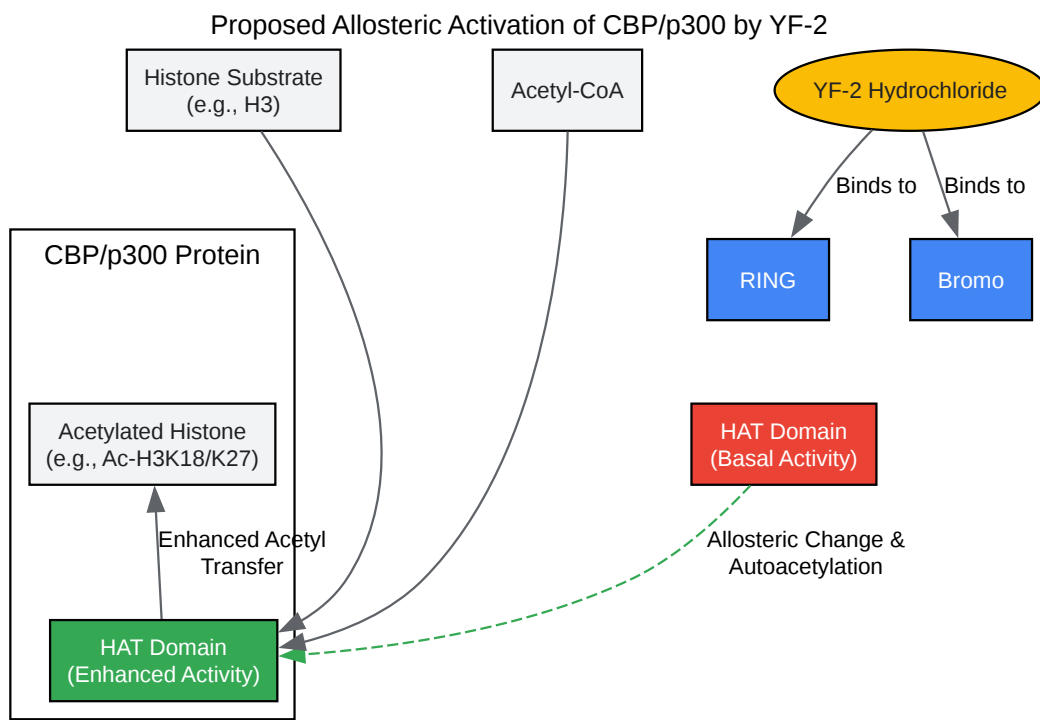 Proposed Allosteric Activation of CBP/p300 by YF-2
Histone Substrate
(e.g., H3)
Acetyl-CoA
YF-2 Hydrochloride
Binds to
Binds to
CBP/p300 Protein
RING
Bromo
Acetylated Histone
(e.g., Ac-H3K18/K27)
HAT Domain
(Basal Activity)
Enhanced Acetyl
Transfer
Allosteric Change &
Autoacetylation
HAT Domain
(Enhanced Activity)